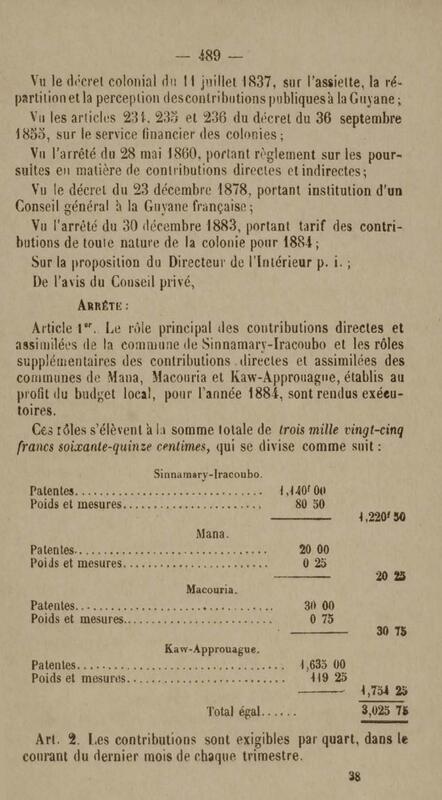 — 489 —
Vu le décret colonial du 11 juillet 1837, sur l'assiette, la ré-
partition et la perception des contributions publiques à la Guyane ;
Vu les articles 234, 235 et 236 du décret du 36 septembre
1855, sur le service financier des colonies ;
Vu l'arrêté du 28 mai 1860, portant règlement sur les pour-
suites en matière de contributions directes et indirectes;
Vu le décret du 23 décembre 1878, portant institution d'un
Conseil général à la Guyane française;
Vu l'arrêté du 30 décembre 1883, portant tarif des contri-
butions de toute nature de la colonie pour 1884 ;
Sur la proposition du Directeur de l'Intérieur p. i. ;
De l'avis du Conseil privé,
ARRÊTE :
Article 1er. Le rôle principal des contributions directes et
assimilées de la commune de Sinnamary-Iracoubo et les rôles
supplémentaires des contributions directes et assimilées des
communes de Mana, Macouria et Kaw-Approuague, établis au
profit du budget local, pour l'année 1884, sont rendus exécu-
toires.
Ces rôles s'élèvent à la somme totale de trois mille vingt-cinq
francs soixante-quinze centimes, qui se divise comme suit :
Sinnamary-Iracoubo.
Patentes........................... 1,140f 00
Poids et mesures.................... 80 50
1,220f 50
Mana.
Patentes........................... 20 00
Poids et mesures.................... 0 25
20 25
Macouria.
Patentes........................... 30 00
Poids et mesures.................... 0 75
30 75
Kaw-Approuague.
Patentes........................... 1,635 00
Poids et mesures.................... 119 25
1,754 25
Total égal...... 3,025 75
Art. 2. Les contributions sont exigibles par quart, dans le
courant du dernier mois de chaque trimestre.
38